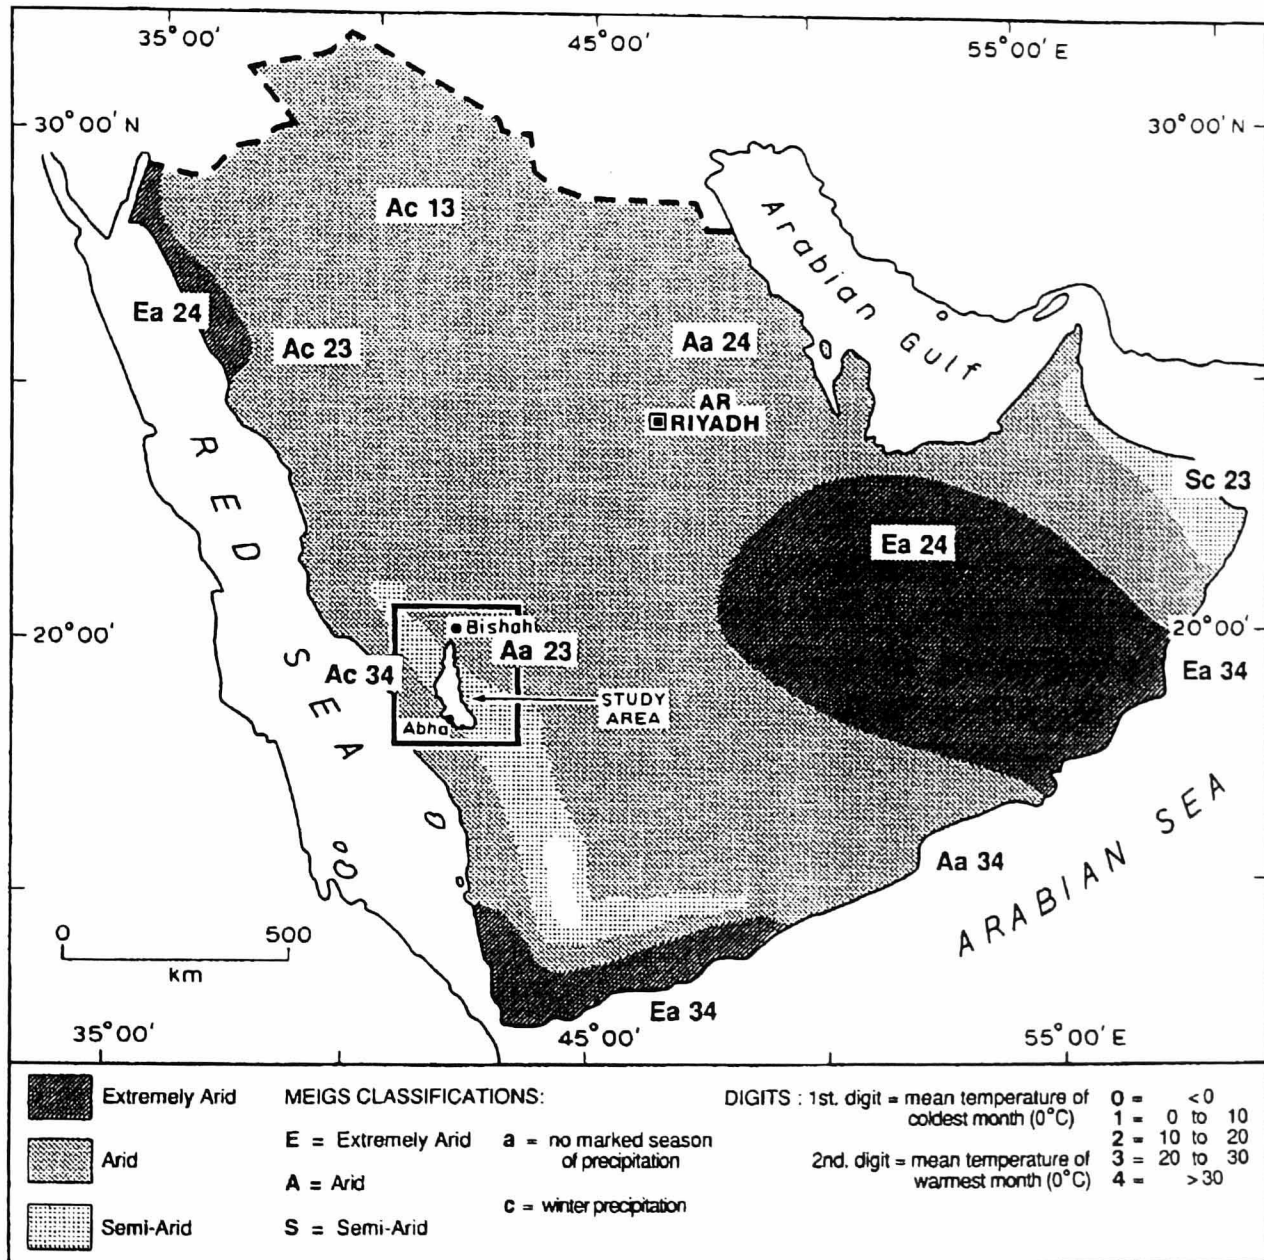 35°00'
45°00'
55°00' E
30°00' N
30°00' N
Ac 13
Arabian Gulf
Ea 24
Ac 23
Aa 24
AR
RIYADH
RED SEA
Sc 23
Ea 24
20°00'
Bishah
Aa 23
20°00'
Ac 34
Ea 34
STUDY
AREA
Abha
ARABIAN SEA
Aa 34
0 500
km
Ea 34
35°00'
45°00'
55°00' E
Extremely Arid
Arid
Semi-Arid
MEIGS CLASSIFICATIONS:
E = Extremely Arid
A = Arid
S = Semi-Arid
a = no marked season
of precipitation
c = winter precipitation
DIGITS : 1st. digit = mean temperature of
coldest month (0°C)
2nd. digit = mean temperature of
warmest month (0°C)
0 = <0
1 = 0 to 10
2 = 10 to 20
3 = 20 to 30
4 = >30